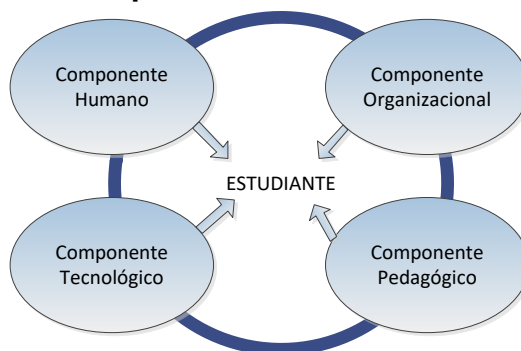 Componente
Humano
Componente
Organizacional
ESTUDIANTE
Componente
Tecnológico
Componente
Pedagógico